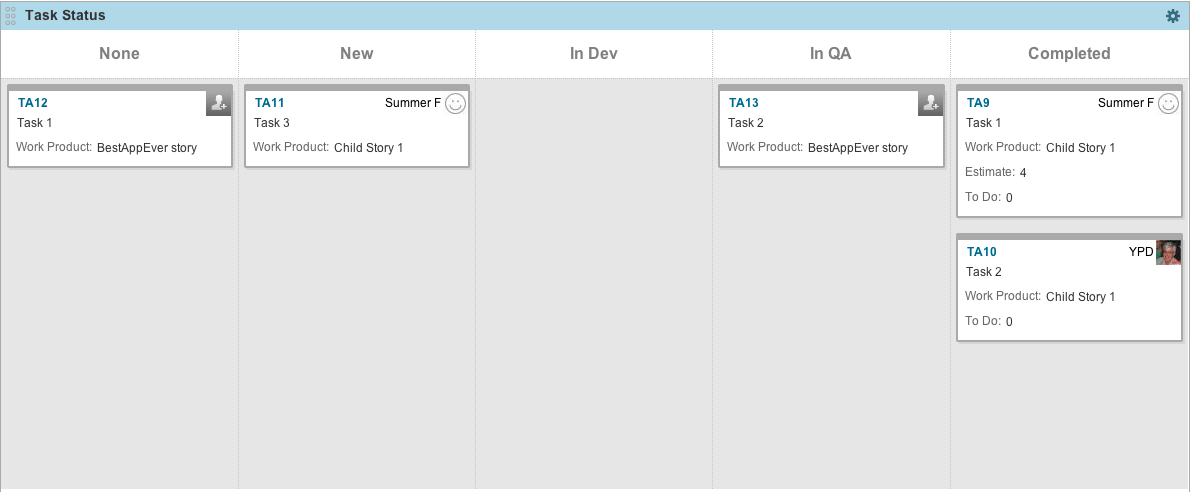 Task Status
None
New
In Dev
In QA
Completed
TA12
Task 1
Work Product: BestAppEver story
TA11 Summer F
Task 3
Work Product: Child Story 1
TA13
Task 2
Work Product: BestAppEver story
TA9 Summer F
Task 1
Work Product: Child Story 1
Estimate: 4
To Do: 0
TA10 YPD
Task 2
Work Product: Child Story 1
To Do: 0